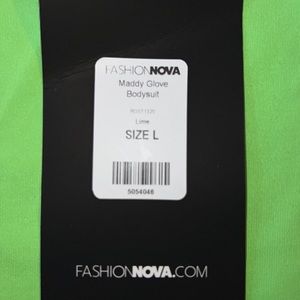 FASHIONNOVA
Maddy Glove
Bodysuit
Lime
SIZE L
5054048
FASHIONNOVA.COM